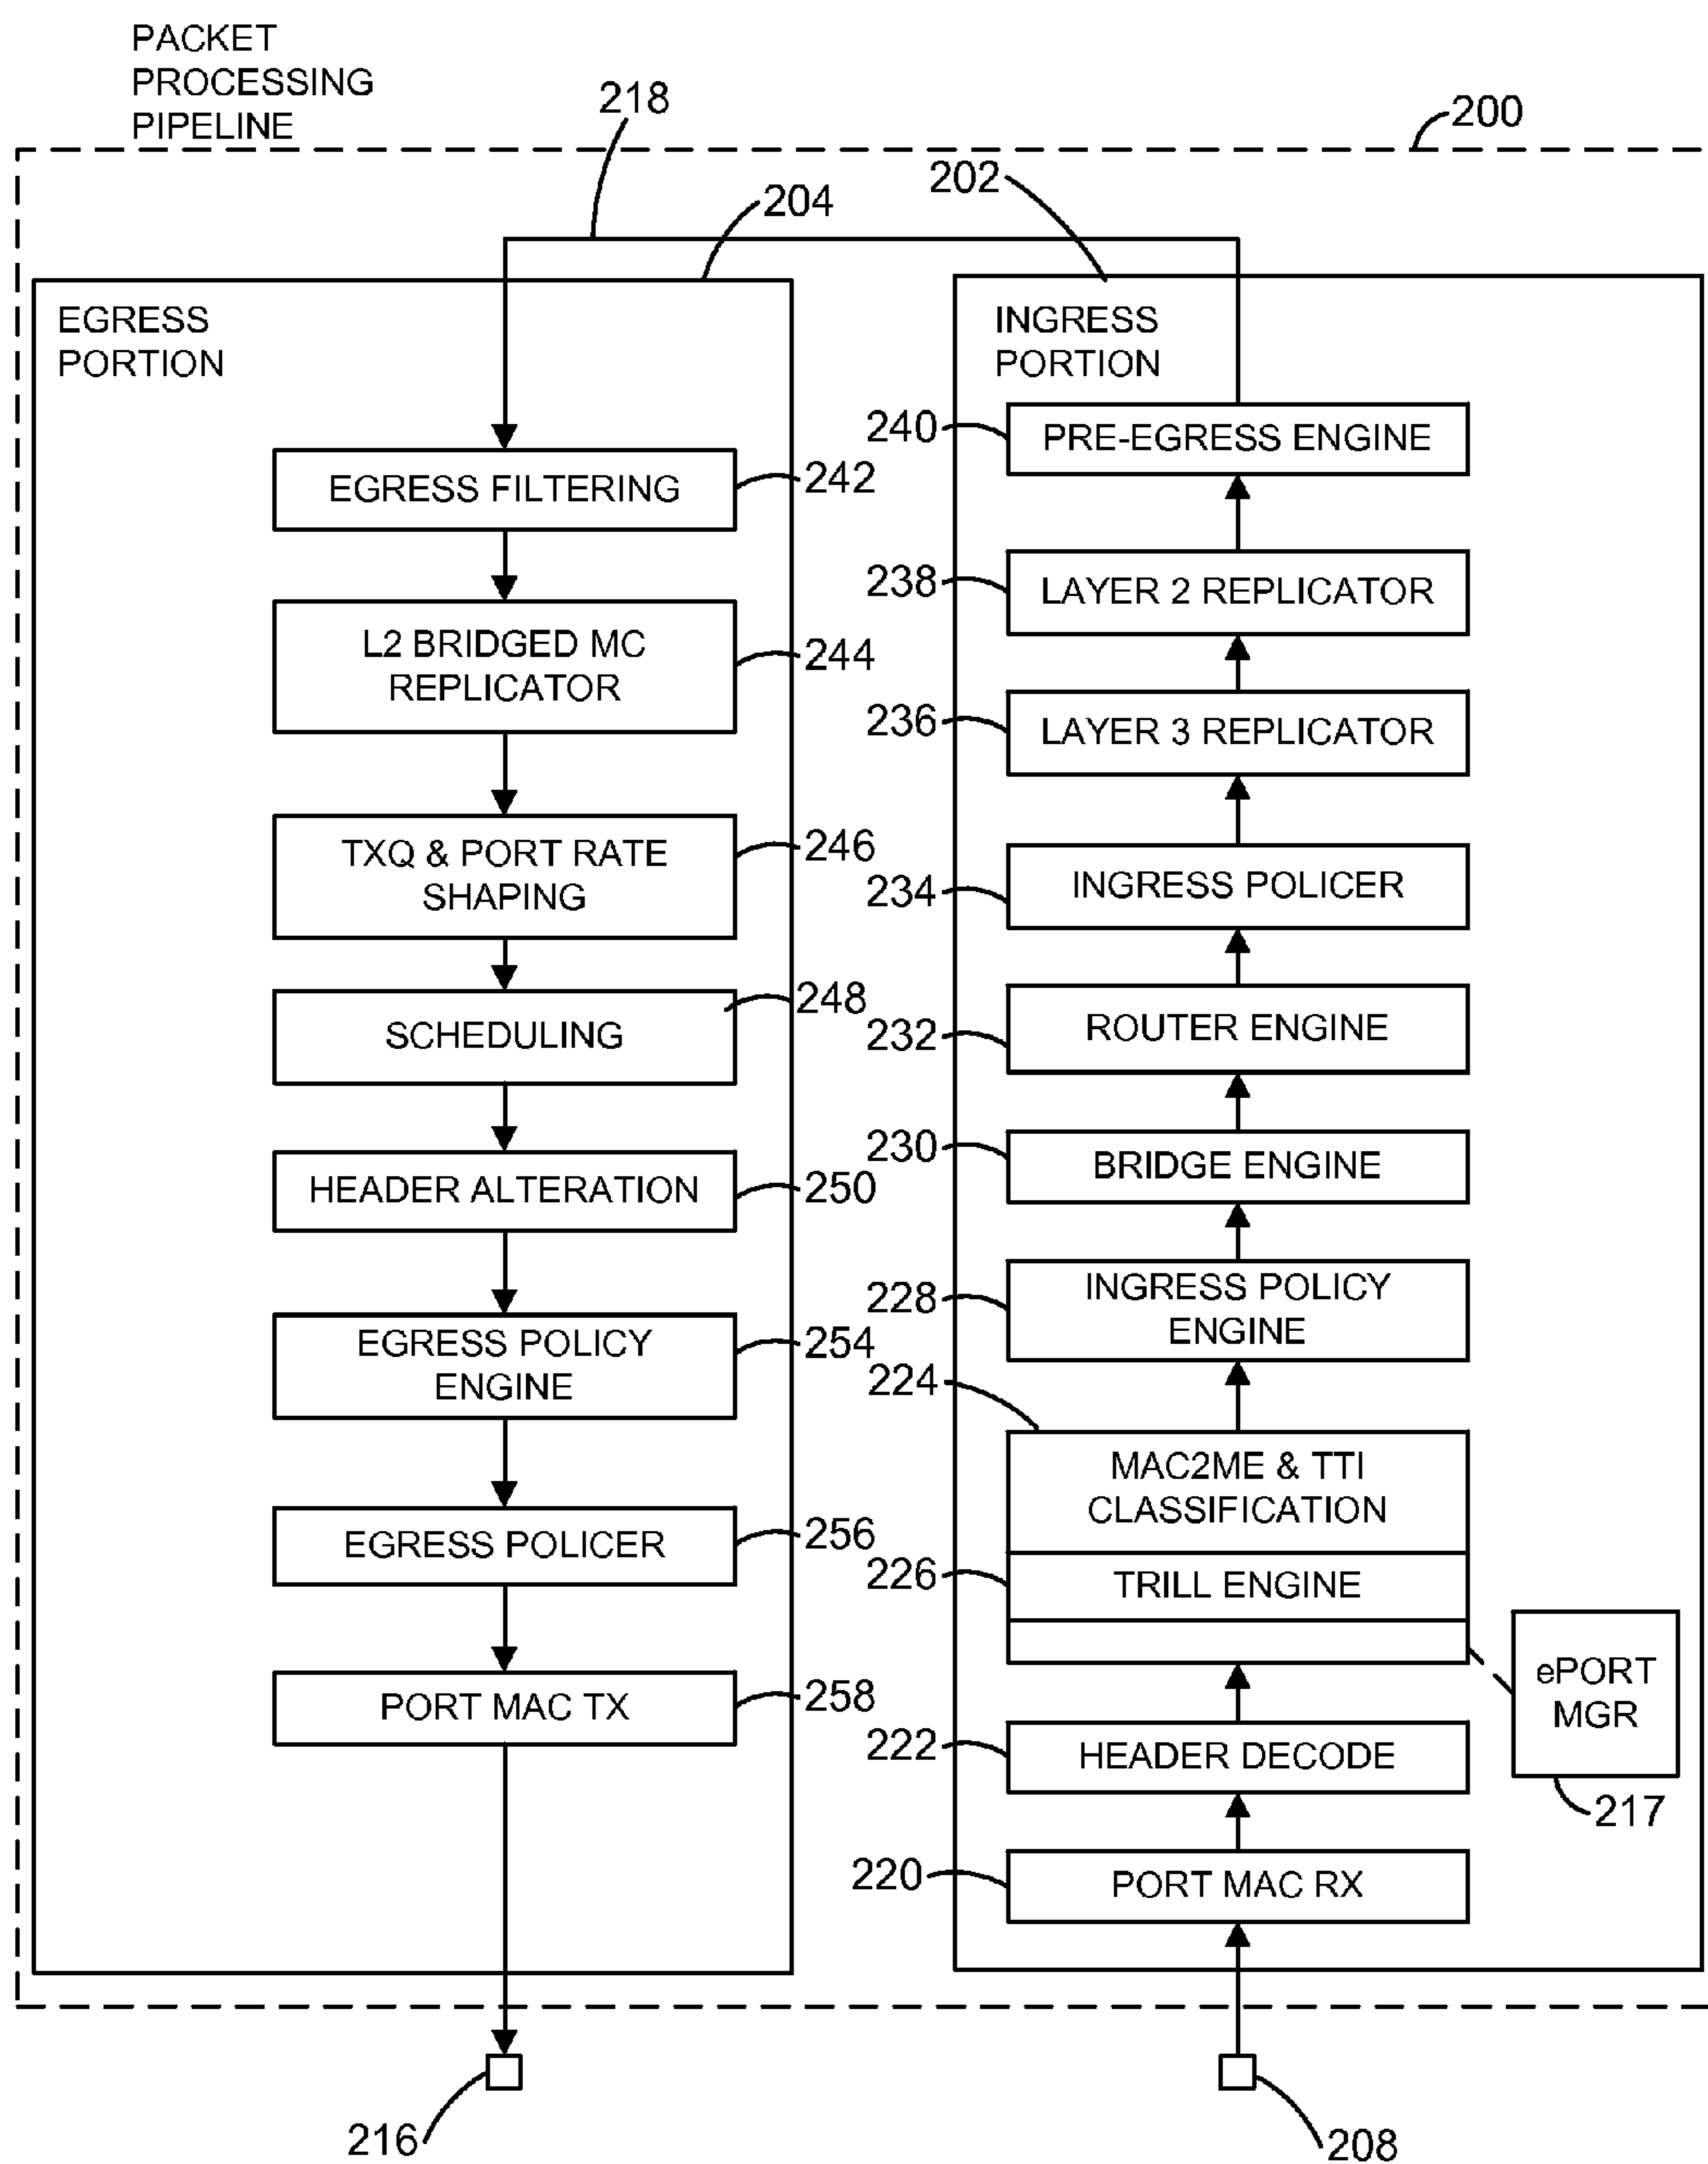 PACKET
PROCESSING
PIPELINE
218
200
202
204
EGRESS
PORTION
EGRESS FILTERING
242
L2 BRIDGED MC
REPLICATOR
244
TXQ & PORT RATE
SHAPING
246
SCHEDULING
248
HEADER ALTERATION
250
EGRESS POLICY
ENGINE
254
EGRESS POLICER
256
PORT MAC TX
258
216
INGRESS
PORTION
240
PRE-EGRESS ENGINE
238
LAYER 2 REPLICATOR
236
LAYER 3 REPLICATOR
234
INGRESS POLICER
232
ROUTER ENGINE
230
BRIDGE ENGINE
228
INGRESS POLICY
ENGINE
224
MAC2ME & TTI
CLASSIFICATION
226
TRILL ENGINE
ePORT
MGR
217
222
HEADER DECODE
220
PORT MAC RX
208